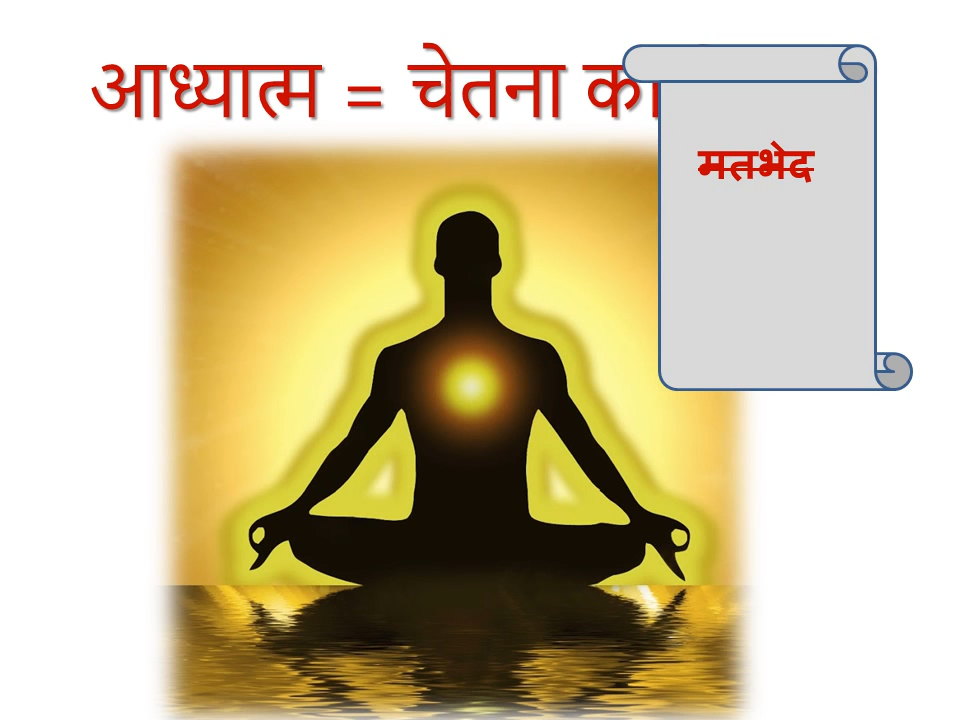 आध्यात्म = चेतना का
मतभेद